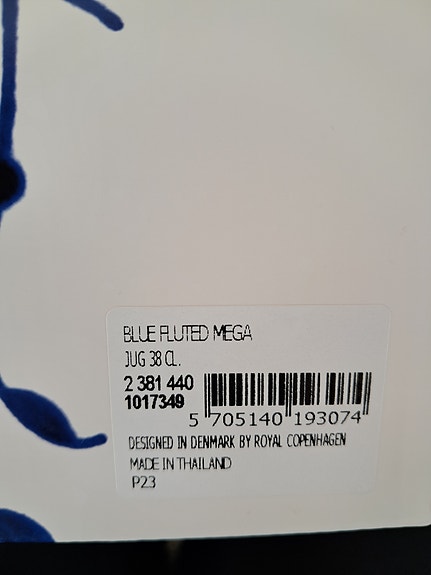 BLUE FLUTED MEGA
JUG 38 CL.
2 381 440
1017349
5 705140 193074
DESIGNED IN DENMARK BY ROYAL COPENHAGEN
MADE IN THAILAND
P23